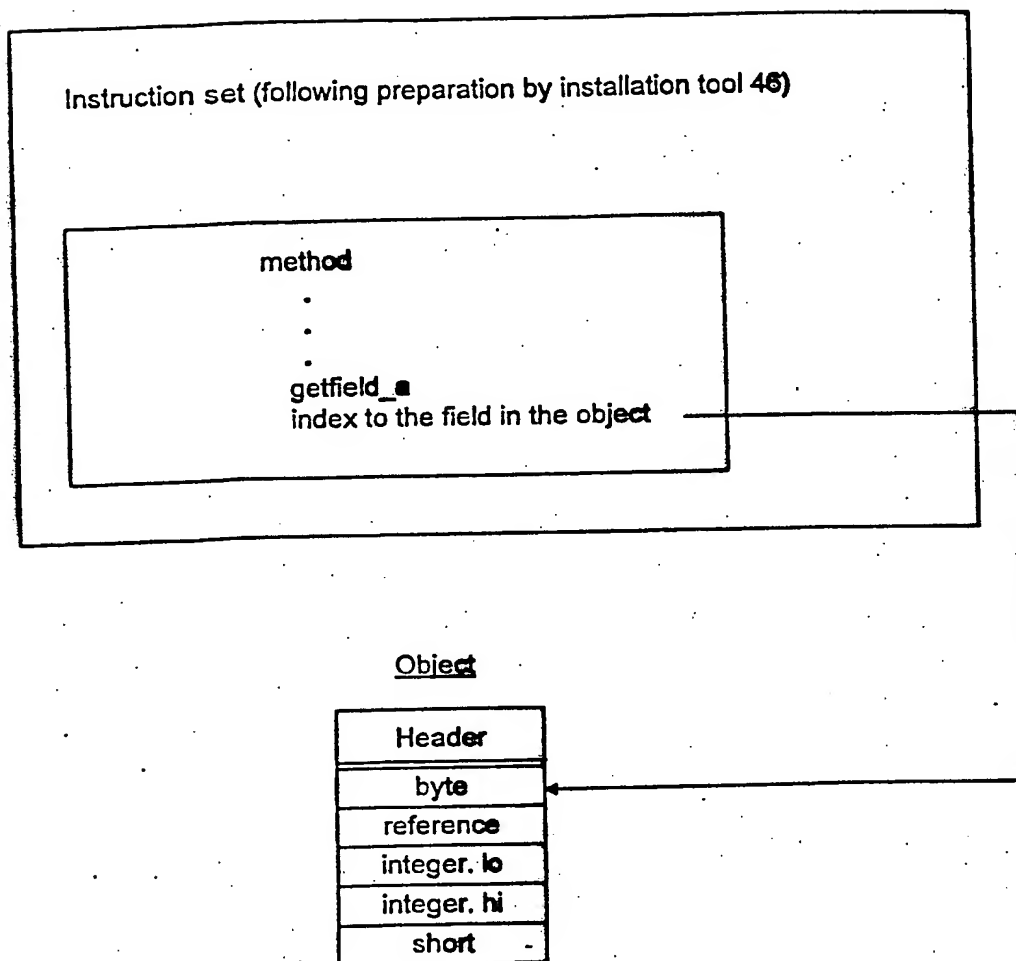 Instruction set (following preparation by installation tool 46)
method
.
.
.
getfield_a
index to the field in the object
Object
Header
byte
reference
integer. lo
integer. hi
short